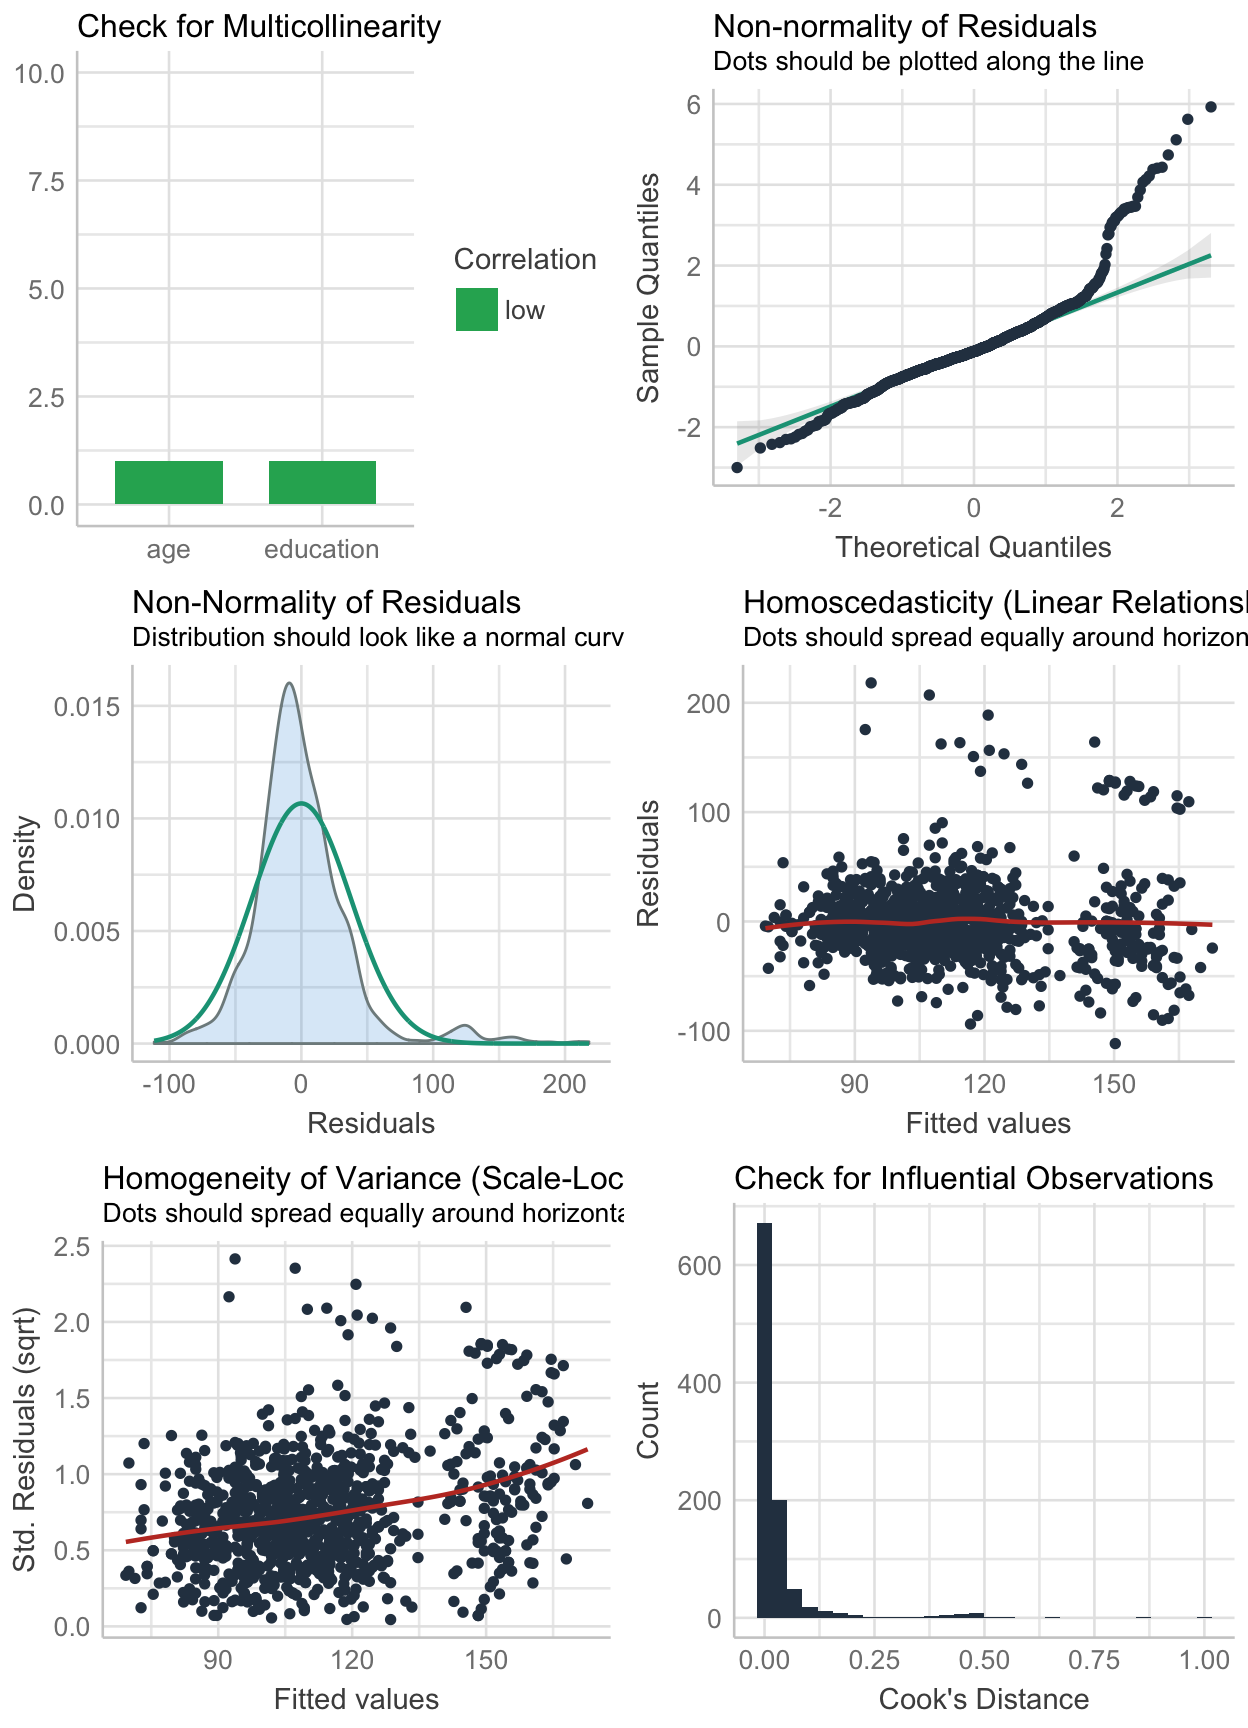 Check for Multicollinearity
10.0
7.5
5.0
2.5
0.0
age education
Correlation
low
Non-normality of Residuals
Dots should be plotted along the line
Sample Quantiles
6
4
2
0
-2
-2 0 2
Theoretical Quantiles
Non-Normality of Residuals
Distribution should look like a normal curv
Density
0.015
0.010
0.005
0.000
-100 0 100 200
Residuals
Homoscedasticity (Linear Relationsh
Dots should spread equally around horizon
Residuals
200
100
0
-100
90 120 150
Fitted values
Homogeneity of Variance (Scale-Loc
Dots should spread equally around horizonta
Std. Residuals (sqrt)
2.5
2.0
1.5
1.0
0.5
0.0
90 120 150
Fitted values
Check for Influential Observations
Count
600
400
200
0
0.00 0.25 0.50 0.75 1.00
Cook's Distance